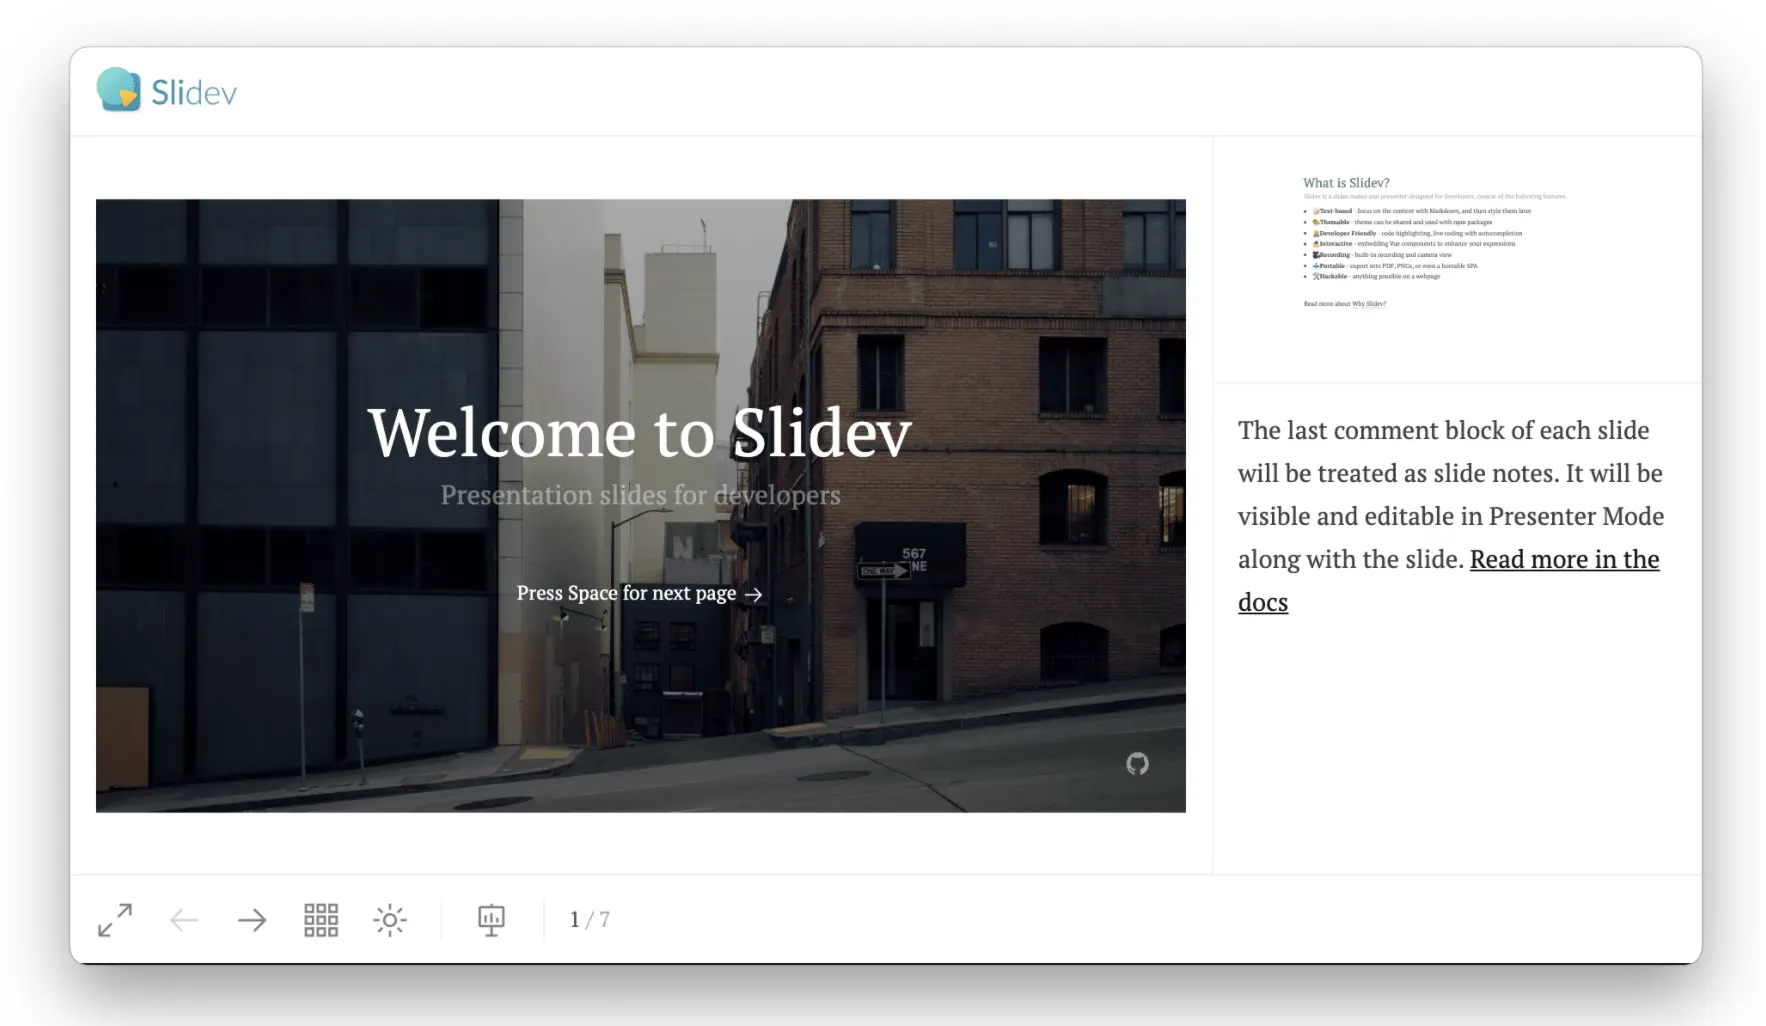 Slidev
Welcome to Slidev
Presentation slides for developers
Press Space for next page →
N
567
NE
ONE WAY
What is Slidev?
Slidev is a slides maker and presenter designed for developers, consist of the following features
📝Text-based - focus on the content with Markdown, and then style them later
🎨Themable - theme can be shared and used with npm packages
🧑‍💻Developer Friendly - code highlighting, live coding with autocompletion
🤹Interactive - embedding Vue components to enhance your expressions
🎥Recording - built-in recording and camera view
📤Portable - export into PDF, PNGs, or even a hostable SPA
🛠Hackable - anything possible on a webpage
Read more about Why Slidev?
The last comment block of each slide
will be treated as slide notes. It will be
visible and editable in Presenter Mode
along with the slide. Read more in the
docs
1 / 7